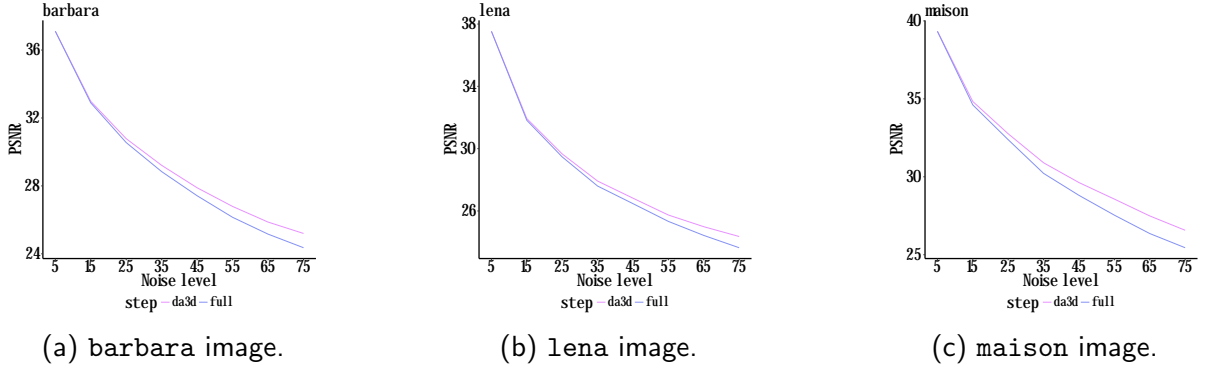 barbara
PSNR
36
32
28
24
5 15 25 35 45 55 65 75
Noise level
step da3d full
(a) barbara image.
lena
PSNR
38
34
30
26
5 15 25 35 45 55 65 75
Noise level
step da3d full
(b) lena image.
maison
PSNR
40
35
30
25
5 15 25 35 45 55 65 75
Noise level
step da3d full
(c) maison image.